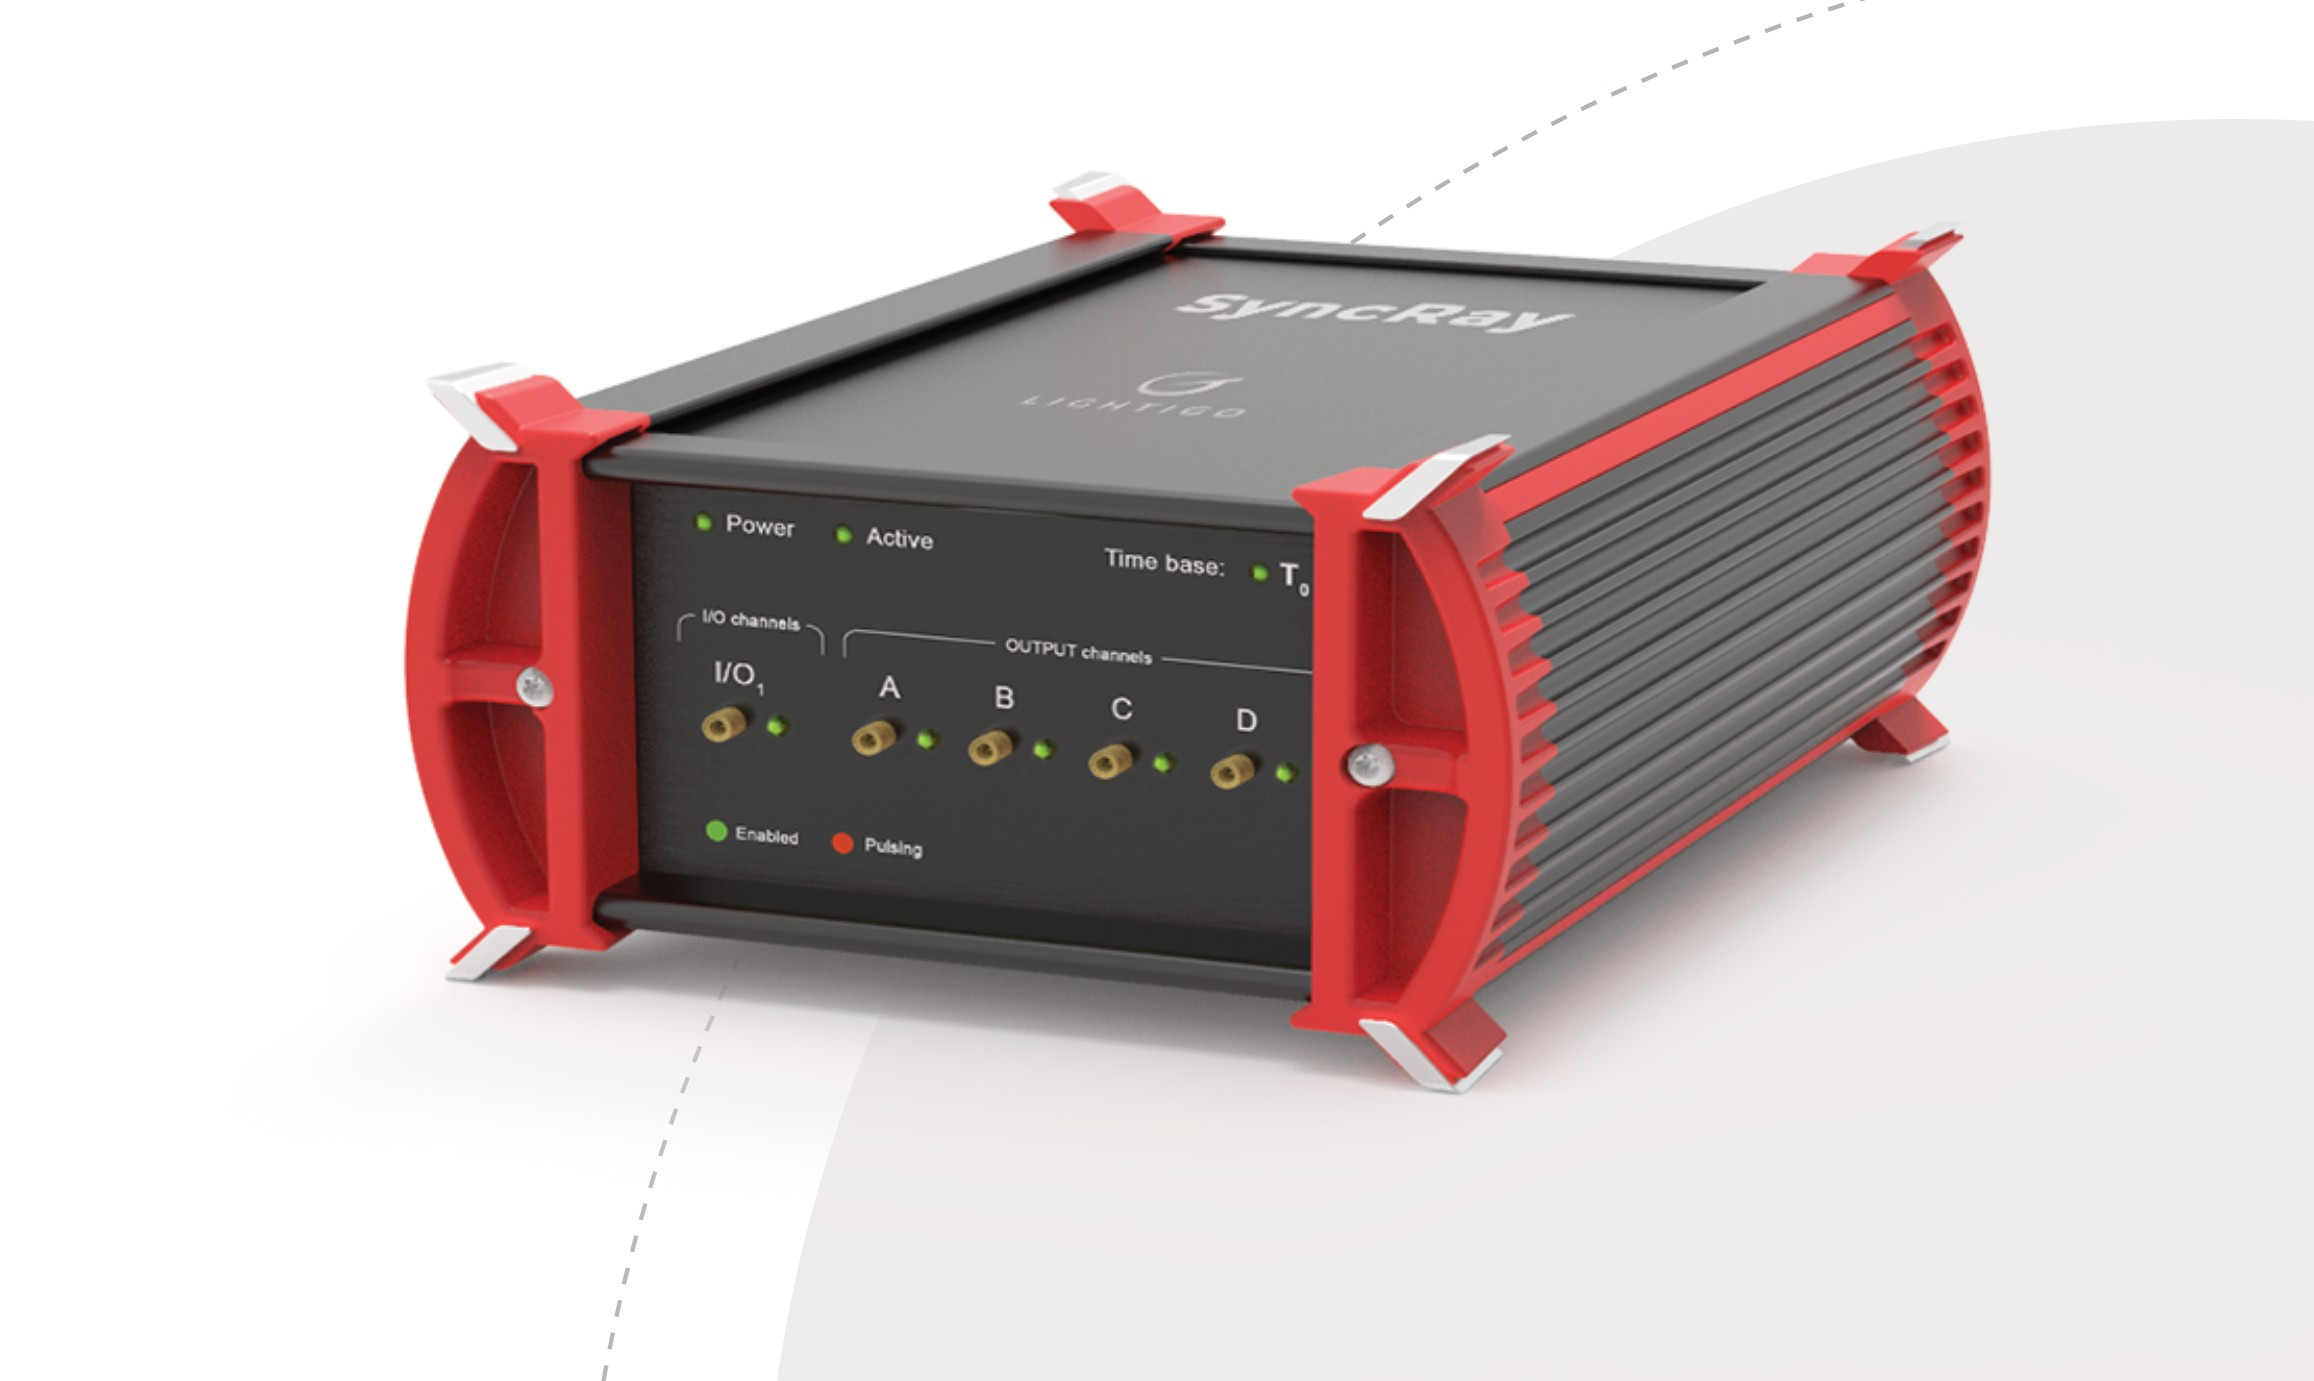 SyncRay
LIGHTIGO
Power
Active
Time base: T0
I/O channels
OUTPUT channels
I/O1
A
B
C
D
Enabled
Pulsing